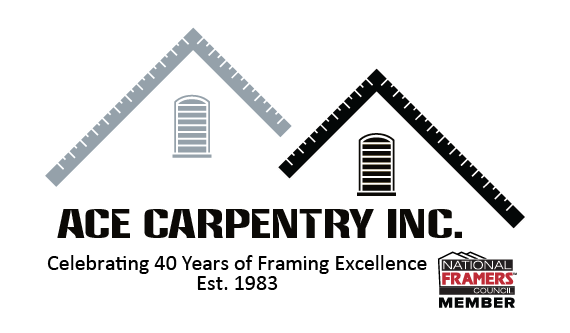 ACE CARPENTRY INC.
Celebrating 40 Years of Framing Excellence
Est. 1983
NATIONAL
FRAMERS
COUNCIL
MEMBER